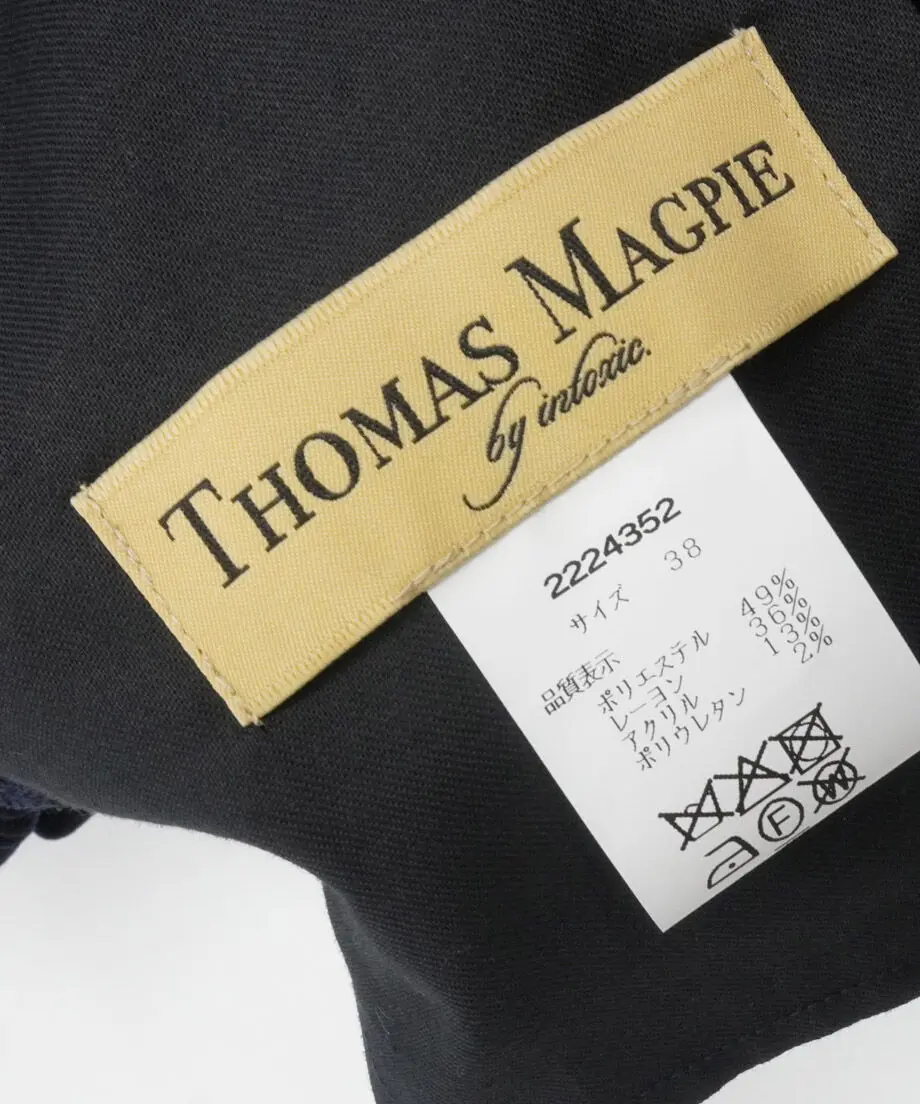 THOMAS MAGPIE
by intoxic.
2224352
サイズ 38
品質表示
ポリエステル 49%
レーヨン 36%
アクリル 13%
ポリウレタン 2%
F
W